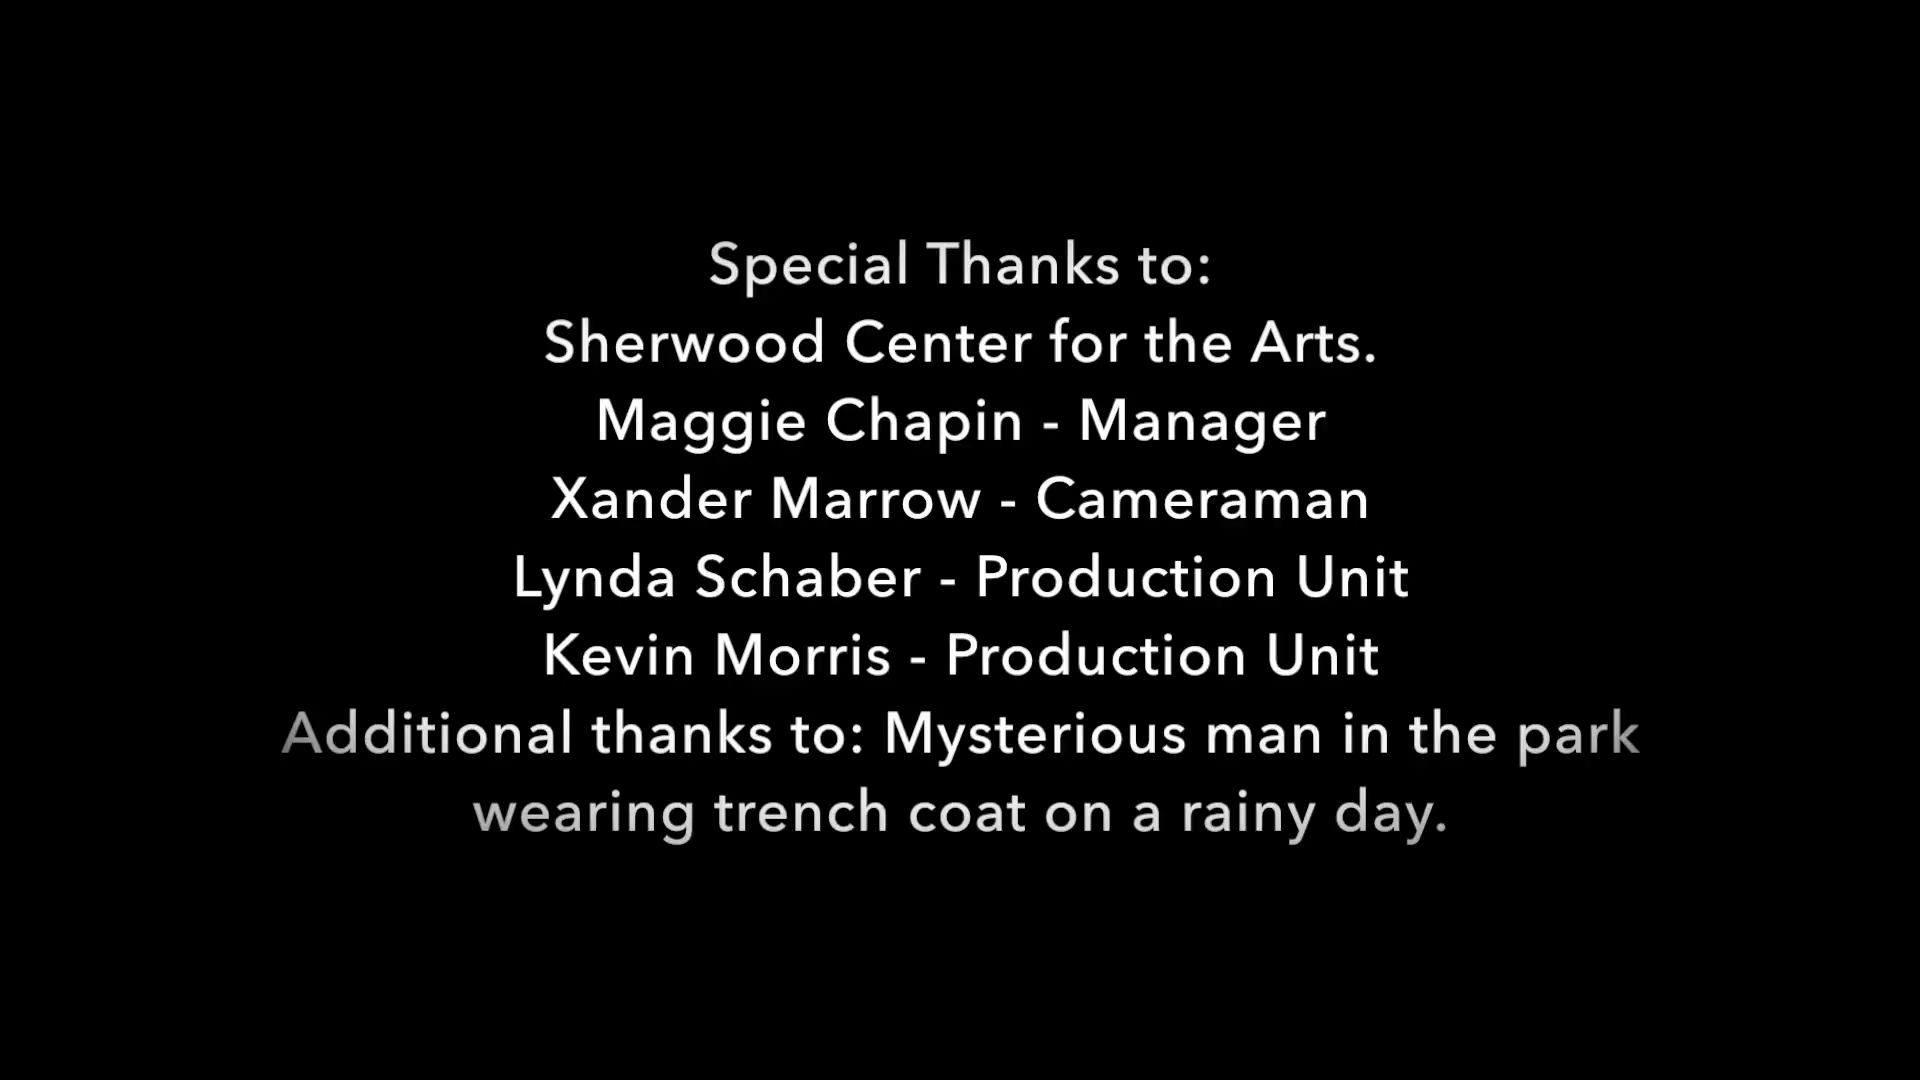 Special Thanks to:
Sherwood Center for the Arts.
Maggie Chapin - Manager
Xander Marrow - Cameraman
Lynda Schaber - Production Unit
Kevin Morris - Production Unit
Additional thanks to: Mysterious man in the park
wearing trench coat on a rainy day.